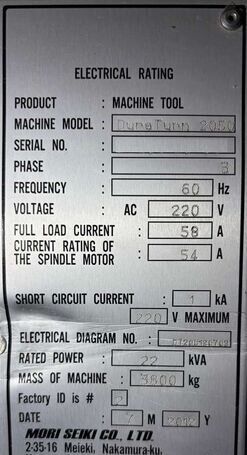 ELECTRICAL RATING
PRODUCT : MACHINE TOOL
MACHINE MODEL : DuraTurn 2050
SERIAL NO. :
PHASE : 3
FREQUENCY : 60 Hz
VOLTAGE : AC 220 V
FULL LOAD CURRENT : 58 A
CURRENT RATING OF
THE SPINDLE MOTOR : 54 A
SHORT CIRCUIT CURRENT : 1 kA
220 V MAXIMUM
ELECTRICAL DIAGRAM NO. :
RATED POWER : 22 kVA
MASS OF MACHINE : 3600 kg
Factory ID is # 2
DATE : 7 M 2012 Y
MORI SEIKI CO., LTD.
2-35-16 Meieki, Nakamura-ku,